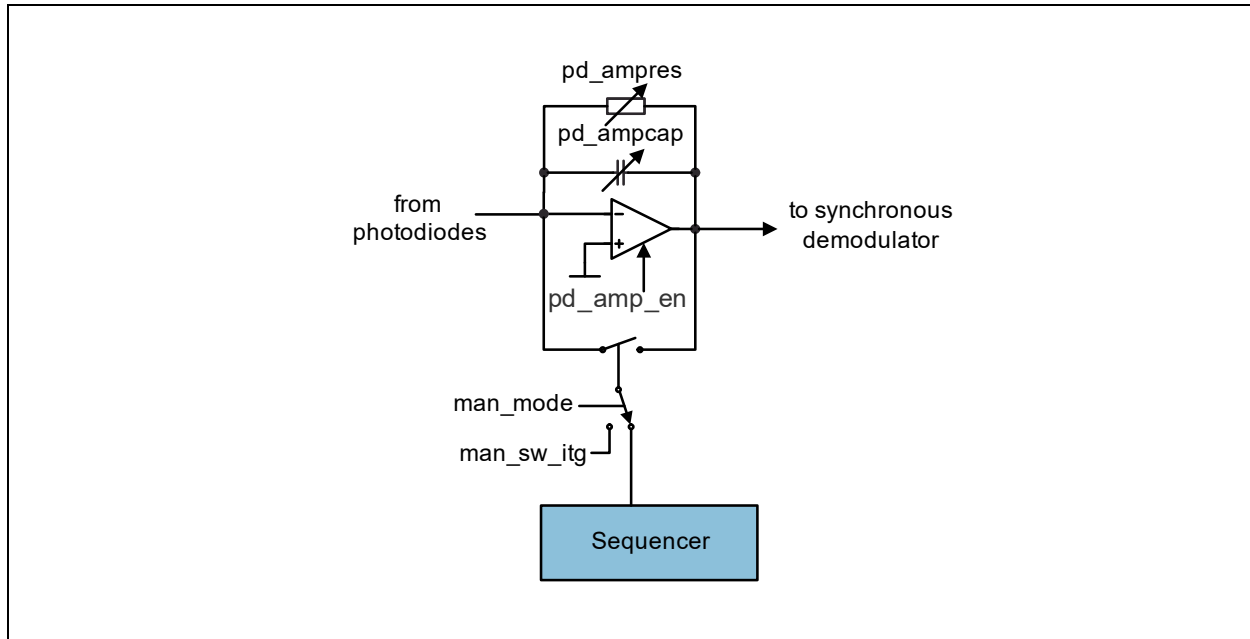 pd_ampres
pd_ampcap
from
photodiodes
to synchronous
demodulator
pd_amp_en
man_mode
man_sw_itg
Sequencer